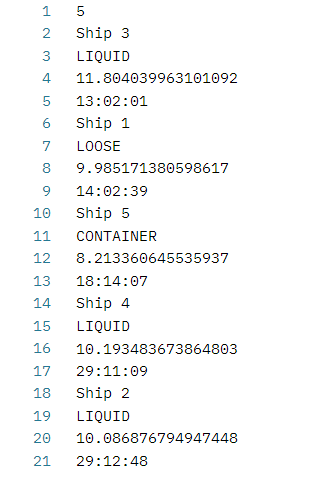 1 5
2 Ship 3
3 LIQUID
4 11.804039963101092
5 13:02:01
6 Ship 1
7 LOOSE
8 9.985171380598617
9 14:02:39
10 Ship 5
11 CONTAINER
12 8.213360645535937
13 18:14:07
14 Ship 4
15 LIQUID
16 10.193483673864803
17 29:11:09
18 Ship 2
19 LIQUID
20 10.086876794947448
21 29:12:48